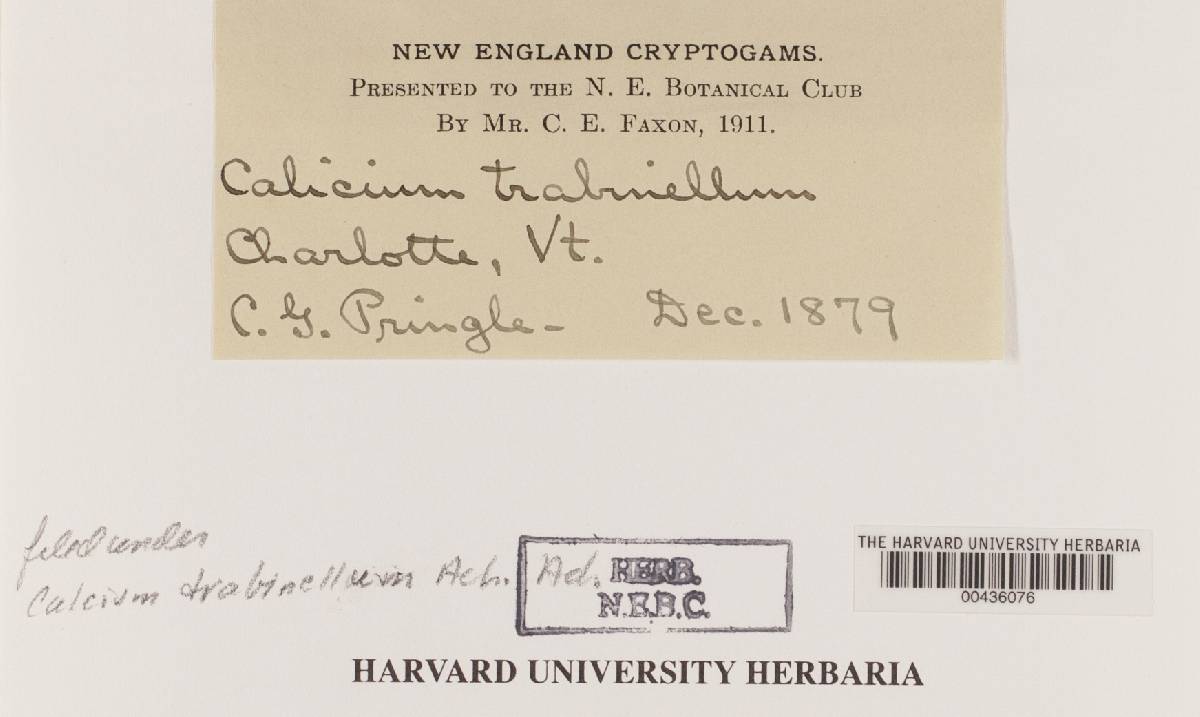 NEW ENGLAND CRYPTOGAMS.
PRESENTED TO THE N. E. BOTANICAL CLUB
BY MR. C. E. FAXON, 1911.
Calicium trabinellum
Charlotte, Vt.
C. G. Pringle - Dec. 1879
filed under
Calcium trabinellum Ach. Ach.
HERB.
N.E.B.C.
THE HARVARD UNIVERSITY HERBARIA
00436076
HARVARD UNIVERSITY HERBARIA